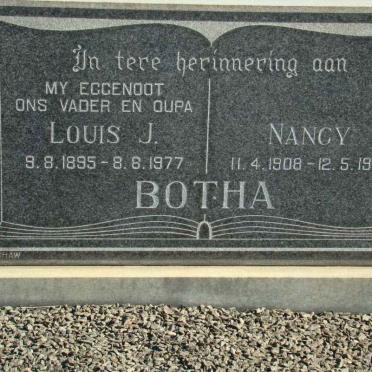 In tere herinnering aan
MY EGGENOOT
ONS VADER EN OUPA
LOUIS J.
9.8.1895 - 8.6.1977
NANCY
11.4.1908 - 12.5.19
BOTHA